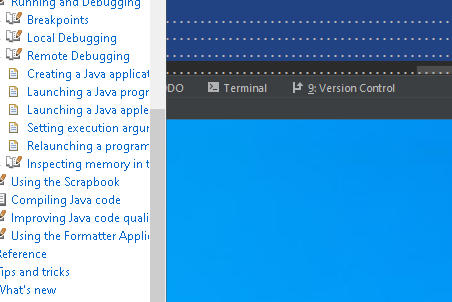 Running and Debugging
Breakpoints
Local Debugging
Remote Debugging
Creating a Java applicat
Launching a Java progr
Launching a Java apple
Setting execution argur
Relaunching a program
Inspecting memory in t
Using the Scrapbook
Compiling Java code
Improving Java code quali
Using the Formatter Applic
Reference
Tips and tricks
What's new
DO Terminal 9: Version Control